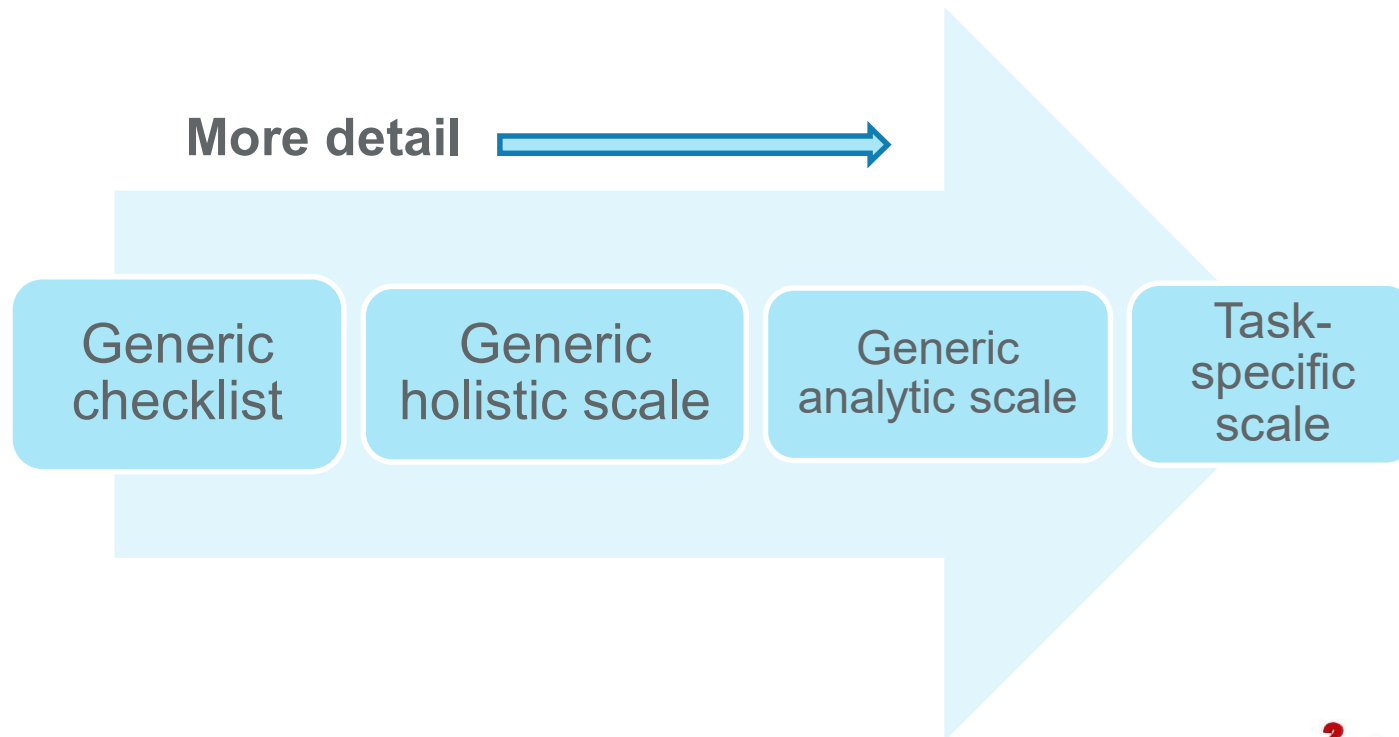 More detail
Generic
checklist
Generic
holistic scale
Generic
analytic scale
Task-
specific
scale